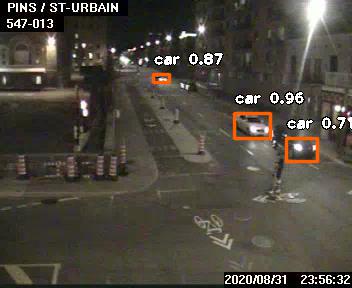 PINS / ST-URBAIN
547-013
car 0.87
car 0.96
car 0.71
2020/08/31 23:56:32